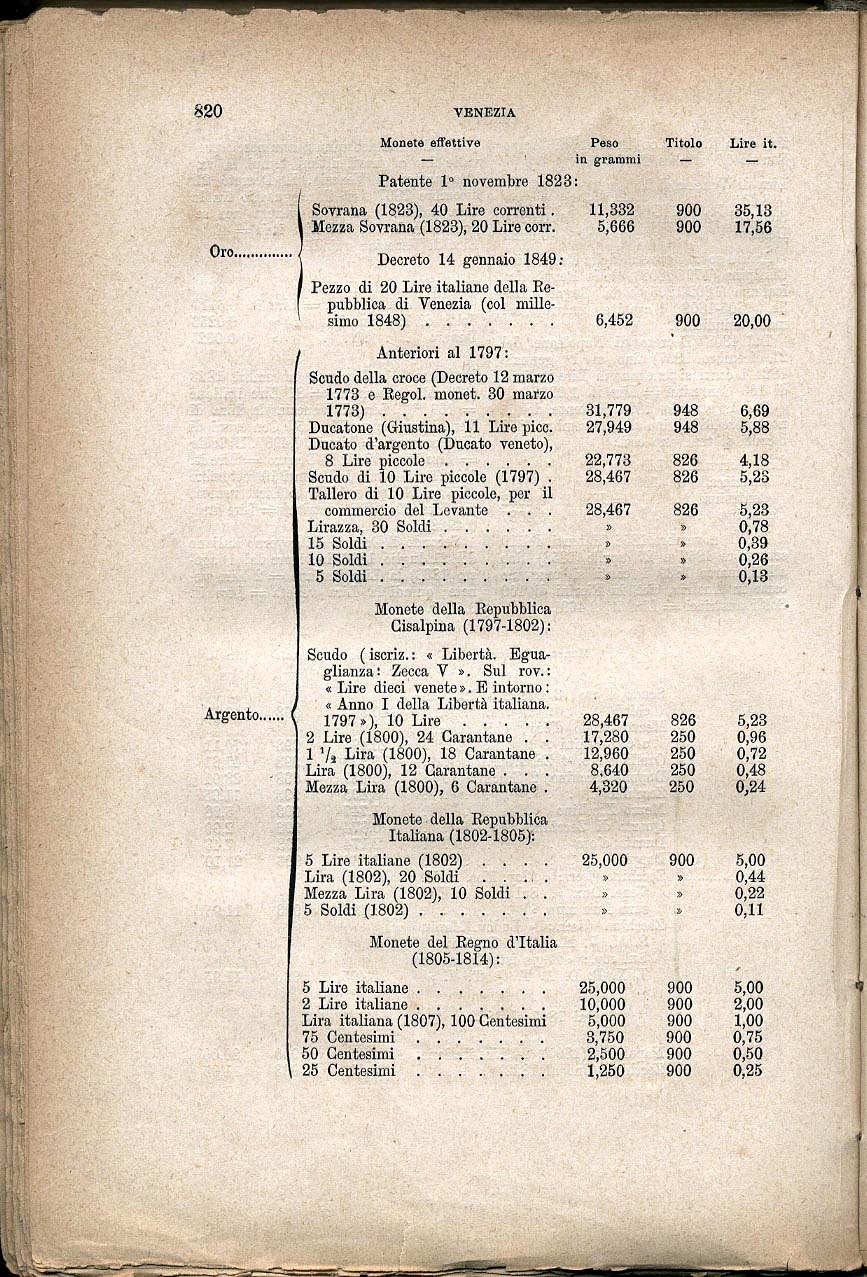 820 VENEZIA
Monete effettive Peso Titolo Lire it.
— in grammi — —
Patente 1º novembre 1823:
Sovrana (1823), 40 Lire correnti . 11,332 900 35,13
Mezza Sovrana (1823), 20 Lire corr. 5,666 900 17,56
Oro..............
Decreto 14 gennaio 1849:
Pezzo di 20 Lire italiane della Re-
pubblica di Venezia (col mille-
simo 1848) . . . . . . . 6,452 900 20,00
Anteriori al 1797:
Scudo della croce (Decreto 12 marzo
1773 e Regol. monet. 30 marzo
1773) . . . . . . . . . 31,779 948 6,69
Ducatone (Giustina), 11 Lire picc. 27,949 948 5,88
Ducato d'argento (Ducato veneto),
8 Lire piccole . . . . . . 22,773 826 4,18
Scudo di 10 Lire piccole (1797) . 28,467 826 5,23
Tallero di 10 Lire piccole, per il
commercio del Levante . . . 28,467 826 5,23
Lirazza, 30 Soldi . . . . . . » » 0,78
15 Soldi . . . . . . . . . » » 0,39
10 Soldi . . . . . . . . . » » 0,26
5 Soldi . . . . . . . . . » » 0,13
Monete della Repubblica
Cisalpina (1797-1802):
Scudo (iscriz.: « Libertà. Egua-
glianza: Zecca V ». Sul rov.:
« Lire dieci venete». E intorno:
« Anno I della Libertà italiana.
Argento......
1797 »), 10 Lire . . . . . 28,467 826 5,23
2 Lire (1800), 24 Carantane . . 17,280 250 0,96
1 1/2 Lira (1800), 18 Carantane . 12,960 250 0,72
Lira (1800), 12 Carantane . . . 8,640 250 0,48
Mezza Lira (1800), 6 Carantane . 4,320 250 0,24
Monete della Repubblica
Italiana (1802-1805):
5 Lire italiane (1802) . . . . 25,000 900 5,00
Lira (1802), 20 Soldi . . . . » » 0,44
Mezza Lira (1802), 10 Soldi . . » » 0,22
5 Soldi (1802) . . . . . . . » » 0,11
Monete del Regno d'Italia
(1805-1814):
5 Lire italiane . . . . . . . 25,000 900 5,00
2 Lire italiane . . . . . . . 10,000 900 2,00
Lira italiana (1807), 100 Centesimi 5,000 900 1,00
75 Centesimi . . . . . . . 3,750 900 0,75
50 Centesimi . . . . . . . 2,500 900 0,50
25 Centesimi . . . . . . . 1,250 900 0,25